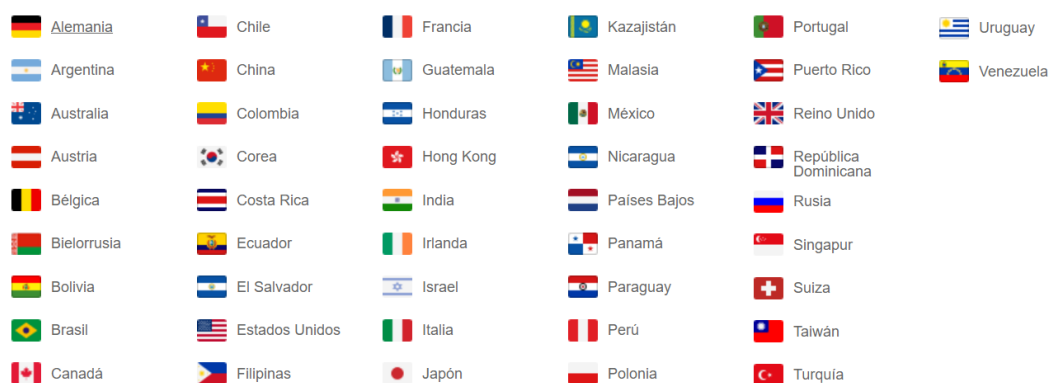 Alemania
Argentina
Australia
Austria
Bélgica
Bielorrusia
Bolivia
Brasil
Canadá
Chile
China
Colombia
Corea
Costa Rica
Ecuador
El Salvador
Estados Unidos
Filipinas
Francia
Guatemala
Honduras
Hong Kong
India
Irlanda
Israel
Italia
Japón
Kazajistán
Malasia
México
Nicaragua
Países Bajos
Panamá
Paraguay
Perú
Polonia
Portugal
Puerto Rico
Reino Unido
República
Dominicana
Rusia
Singapur
Suiza
Taiwán
Turquía
Uruguay
Venezuela